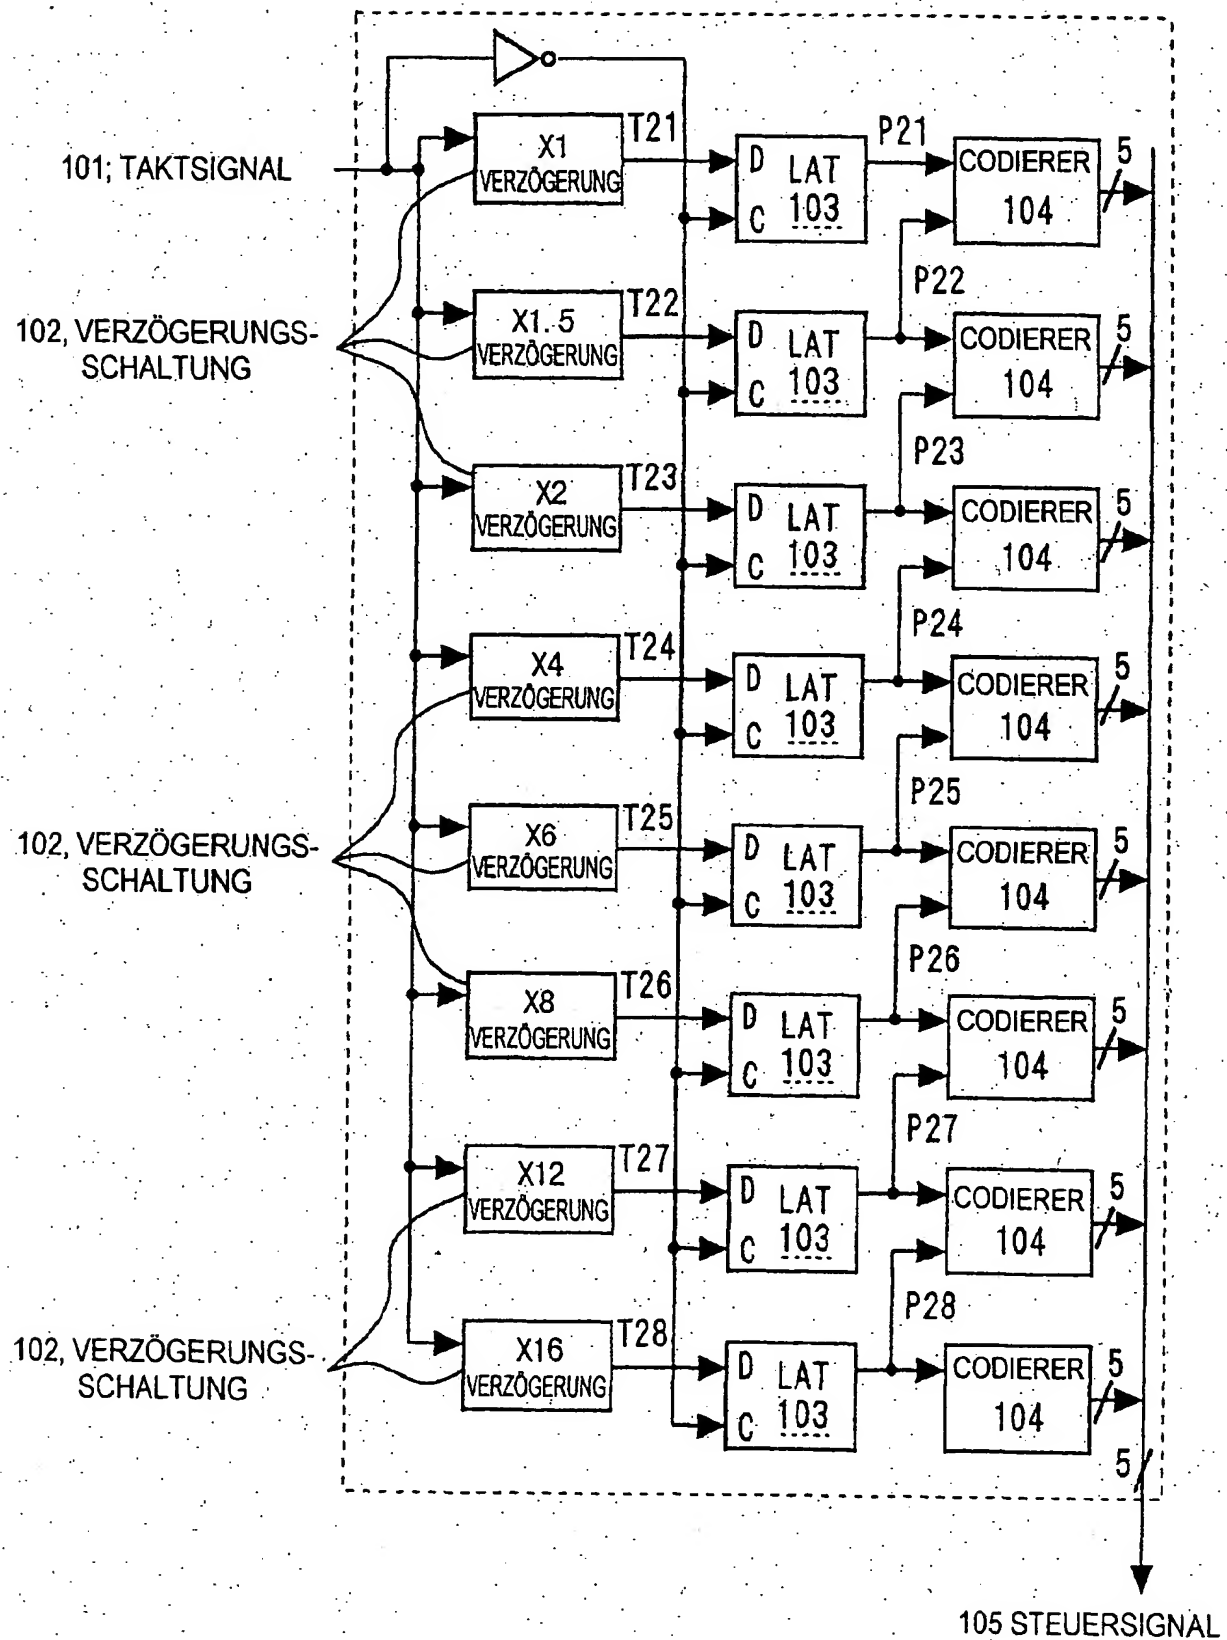 X1
VERZÖGERUNG
T21
D
LAT
103
C
P21
CODIERER
104
5
101; TAKTSIGNAL
102, VERZÖGERUNGS-
SCHALTUNG
X1. 5
VERZÖGERUNG
T22
D
LAT
103
C
P22
CODIERER
104
5
X2
VERZÖGERUNG
T23
D
LAT
103
C
P23
CODIERER
104
5
X4
VERZÖGERUNG
T24
D
LAT
103
C
P24
CODIERER
104
5
102, VERZÖGERUNGS-
SCHALTUNG
X6
VERZÖGERUNG
T25
D
LAT
103
C
P25
CODIERER
104
5
X8
VERZÖGERUNG
T26
D
LAT
103
C
P26
CODIERER
104
5
X12
VERZÖGERUNG
T27
D
LAT
103
C
P27
CODIERER
104
5
102, VERZÖGERUNGS-
SCHALTUNG
X16
VERZÖGERUNG
T28
D
LAT
103
C
P28
CODIERER
104
5
5
105 STEUERSIGNAL